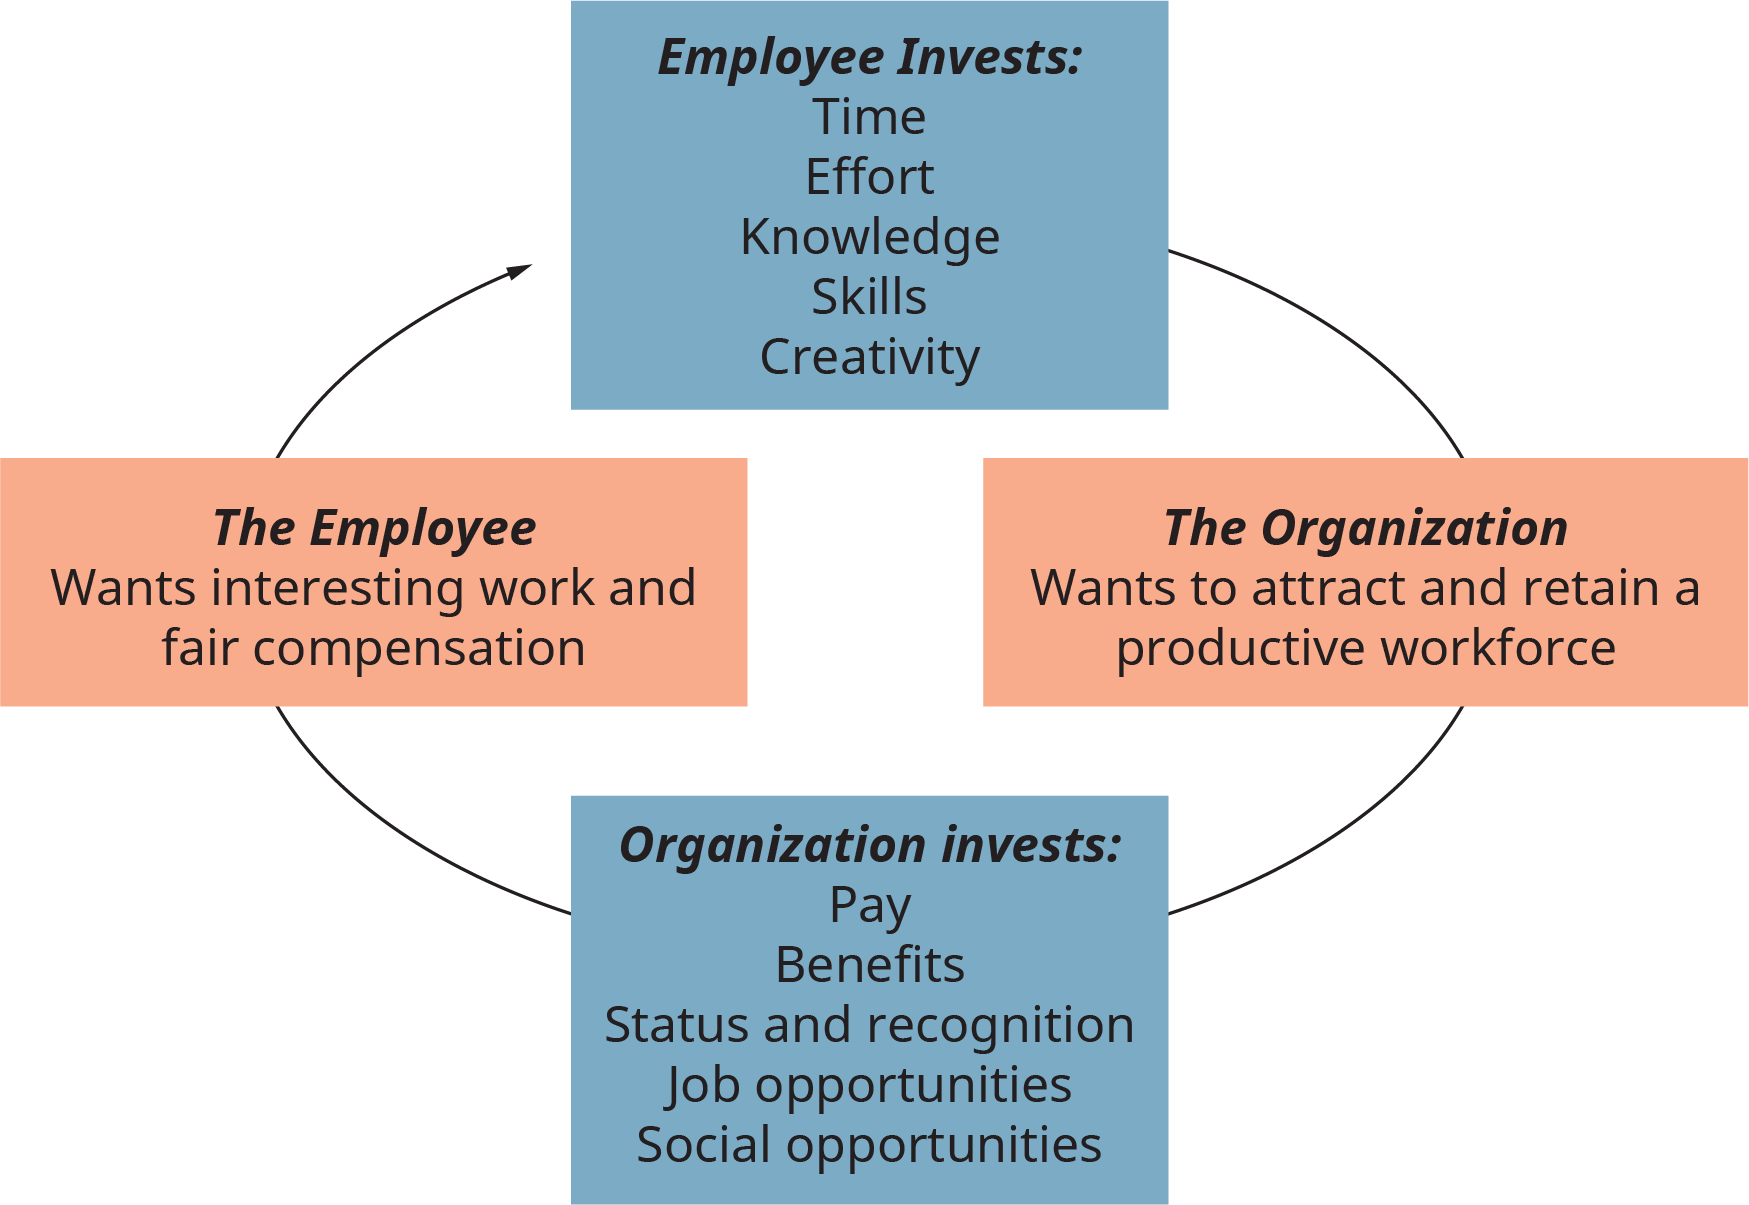 Employee Invests:
Time
Effort
Knowledge
Skills
Creativity
The Employee
Wants interesting work and
fair compensation
The Organization
Wants to attract and retain a
productive workforce
Organization invests:
Pay
Benefits
Status and recognition
Job opportunities
Social opportunities